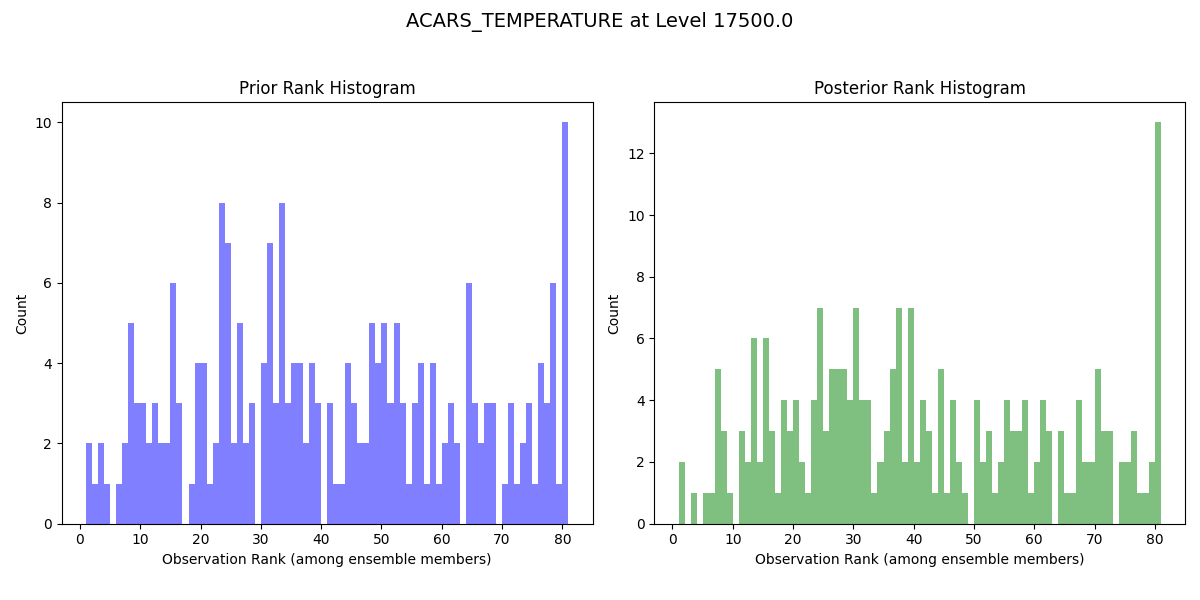 ACARS_TEMPERATURE at Level 17500.0
Prior Rank Histogram
Count
10
8
6
4
2
0
0 10 20 30 40 50 60 70 80
Observation Rank (among ensemble members)
Posterior Rank Histogram
Count
12
10
8
6
4
2
0
0 10 20 30 40 50 60 70 80
Observation Rank (among ensemble members)